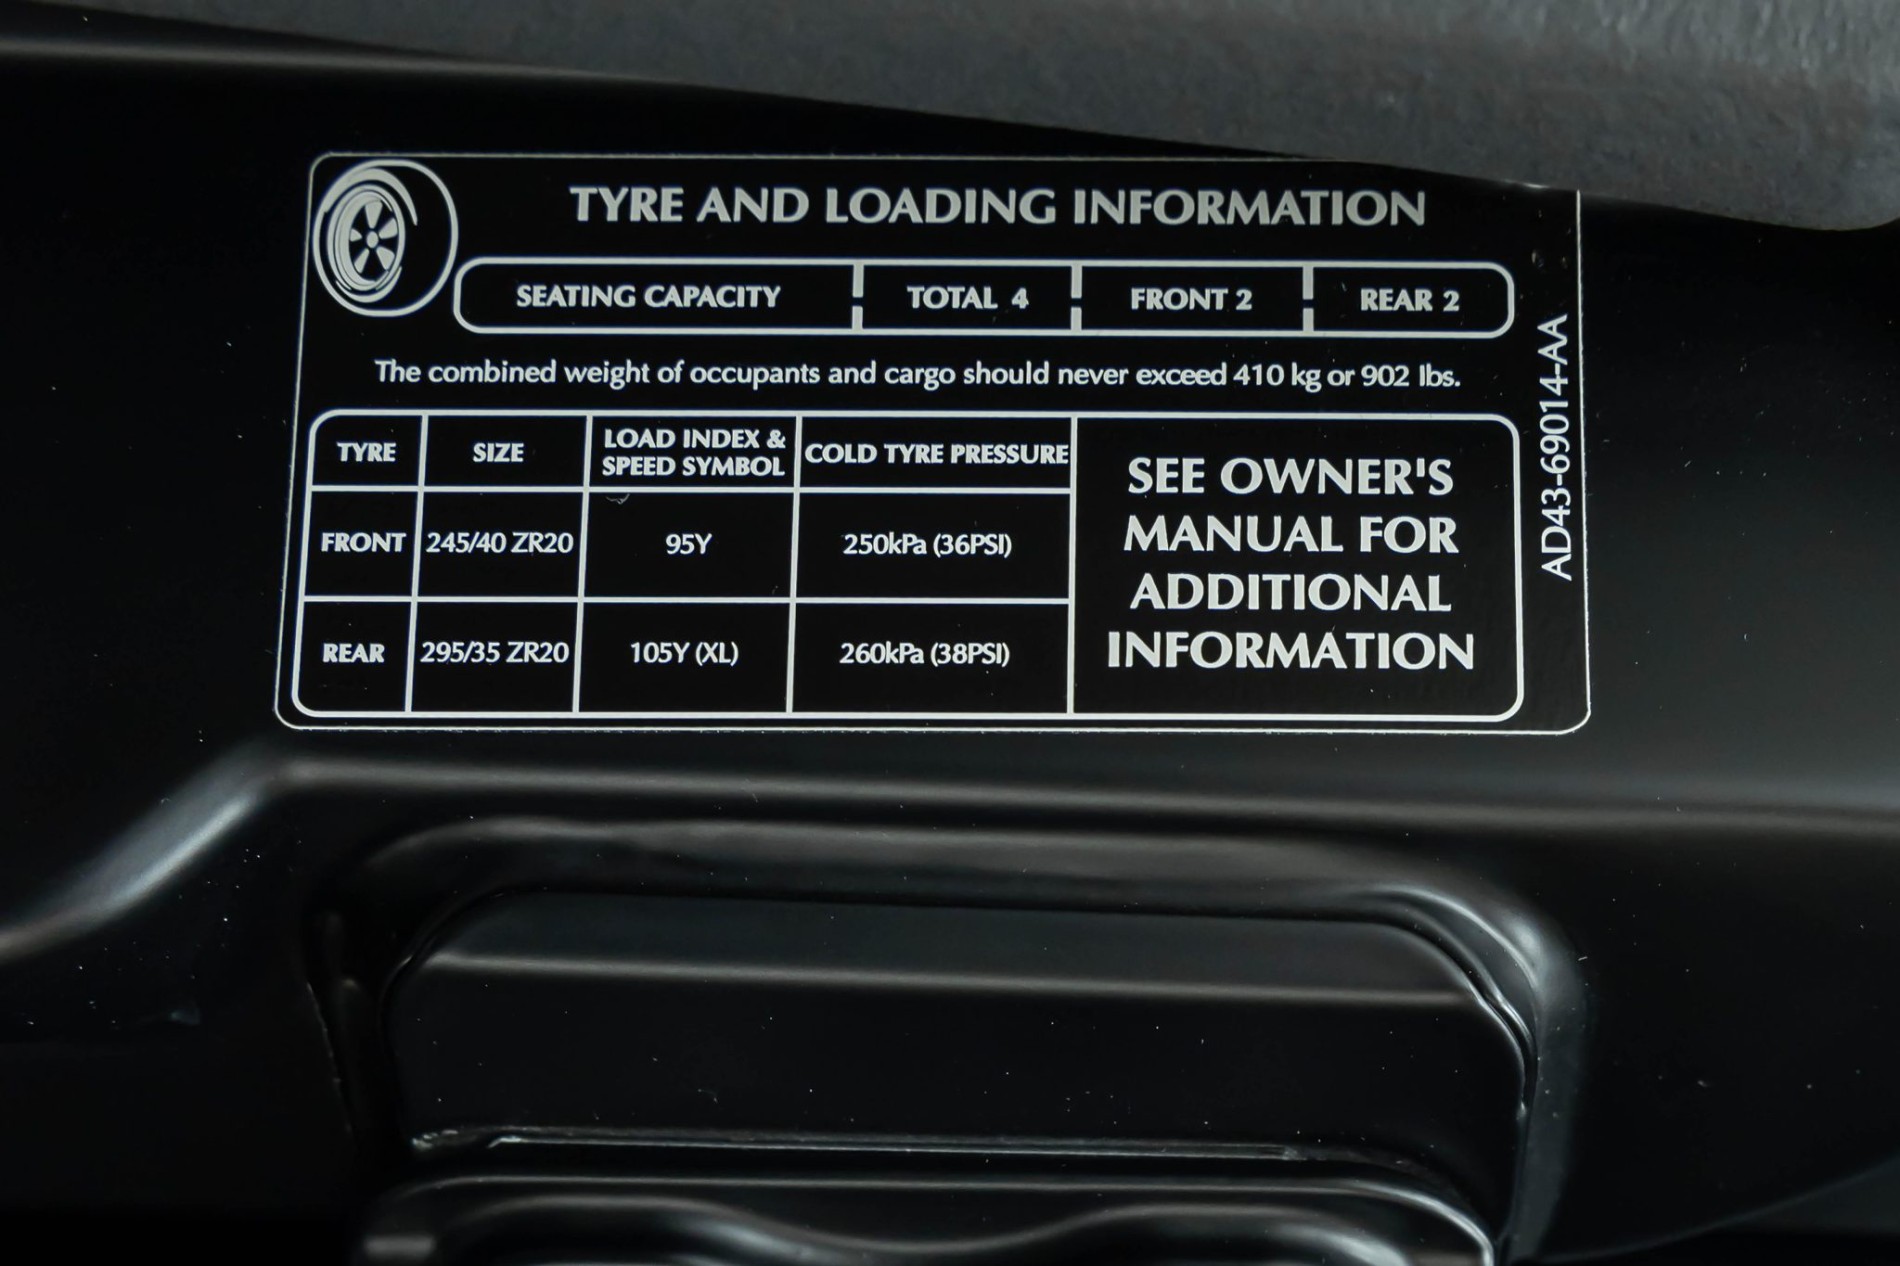 TYRE AND LOADING INFORMATION
SEATING CAPACITY TOTAL 4 FRONT 2 REAR 2
The combined weight of occupants and cargo should never exceed 410 kg or 902 lbs.
TYRE SIZE LOAD INDEX & SPEED SYMBOL COLD TYRE PRESSURE
FRONT 245/40 ZR20 95Y 250kPa (36PSI)
REAR 295/35 ZR20 105Y (XL) 260kPa (38PSI)
SEE OWNER'S
MANUAL FOR
ADDITIONAL
INFORMATION
AD43-69014-AA